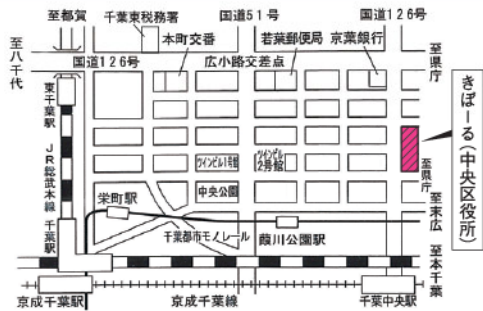 至都賀
千葉東税務署
国道51号
国道126号
至八千代
本町交番
若葉郵便局
京葉銀行
国道126号
広小路交差点
至県庁
東千葉駅
きぼーる(中央区役所)
JR総武本線
ツインビル1号館
ツインビル2号館
至県庁
中央公園
栄町駅
至末広
千葉駅
千葉都市モノレール
葭川公園駅
至本千葉
京成千葉駅
京成千葉線
千葉中央駅